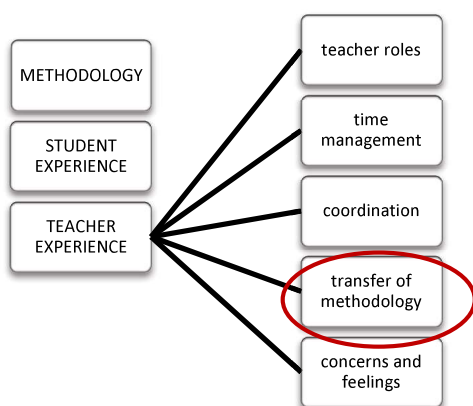 METHODOLOGY
STUDENT
EXPERIENCE
TEACHER
EXPERIENCE
teacher roles
time
management
coordination
transfer of
methodology
concerns and
feelings